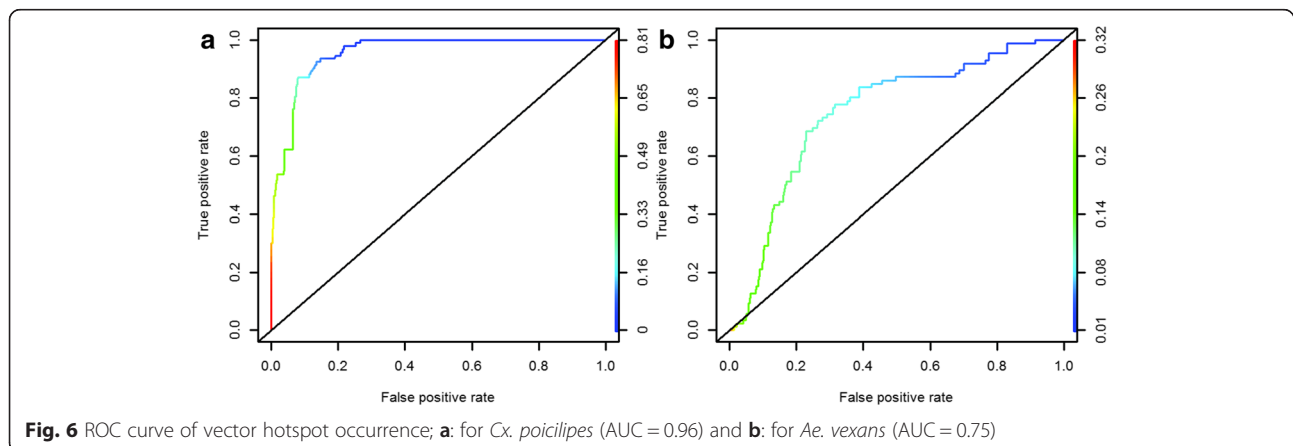 a
b
1.0
0.8
0.6
0.4
0.2
0.0
True positive rate
0.0 0.2 0.4 0.6 0.8 1.0
False positive rate
0.81
0.65
0.49
0.33
0.16
0
1.0
0.8
0.6
0.4
0.2
0.0
True positive rate
0.0 0.2 0.4 0.6 0.8 1.0
False positive rate
0.32
0.26
0.2
0.14
0.08
0.01
Fig. 6 ROC curve of vector hotspot occurrence; a: for Cx. poicilipes (AUC = 0.96) and b: for Ae. vexans (AUC = 0.75)